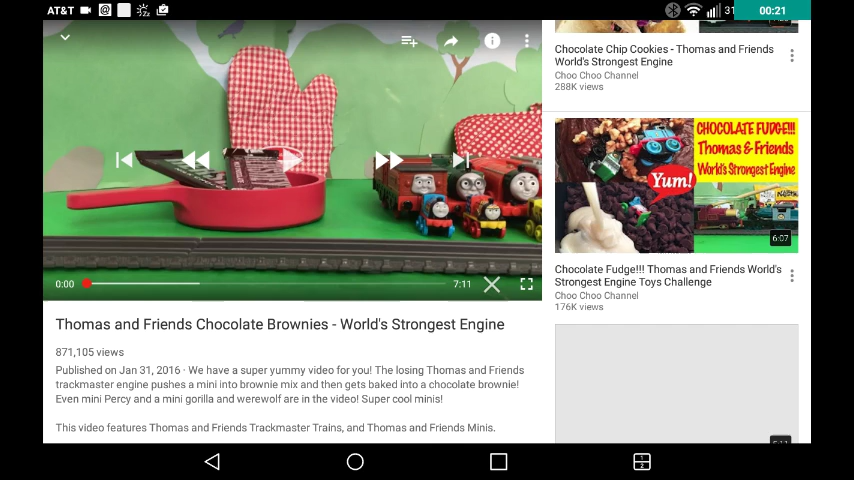 AT&T
31
00:21
0:00
7:11
Thomas and Friends Chocolate Brownies - World's Strongest Engine
871,105 views
Published on Jan 31, 2016 · We have a super yummy video for you! The losing Thomas and Friends
trackmaster engine pushes a mini into brownie mix and then gets baked into a chocolate brownie!
Even mini Percy and a mini gorilla and werewolf are in the video! Super cool minis!
This video features Thomas and Friends Trackmaster Trains, and Thomas and Friends Minis.
Chocolate Chip Cookies - Thomas and Friends
World's Strongest Engine
Choo Choo Channel
288K views
CHOCOLATE FUDGE!!!
Thomas & Friends
World's Strongest Engine
Yum!
6:07
Chocolate Fudge!!! Thomas and Friends World's
Strongest Engine Toys Challenge
Choo Choo Channel
176K views